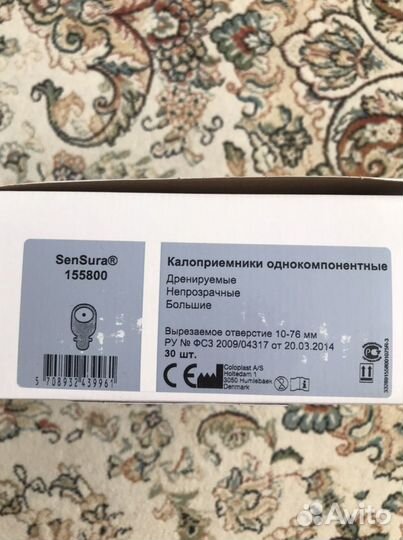 SenSura®
155800
5 708932 439961
Калоприемники однокомпонентные
Дренируемые
Непрозрачные
Большие
Вырезаемое отверстие 10-76 мм
РУ № ФСЗ 2009/04317 от 20.03.2014
30 шт.
CE
Coloplast A/S
Holtedam 1
3050 Humlebaek
Denmark
Avito